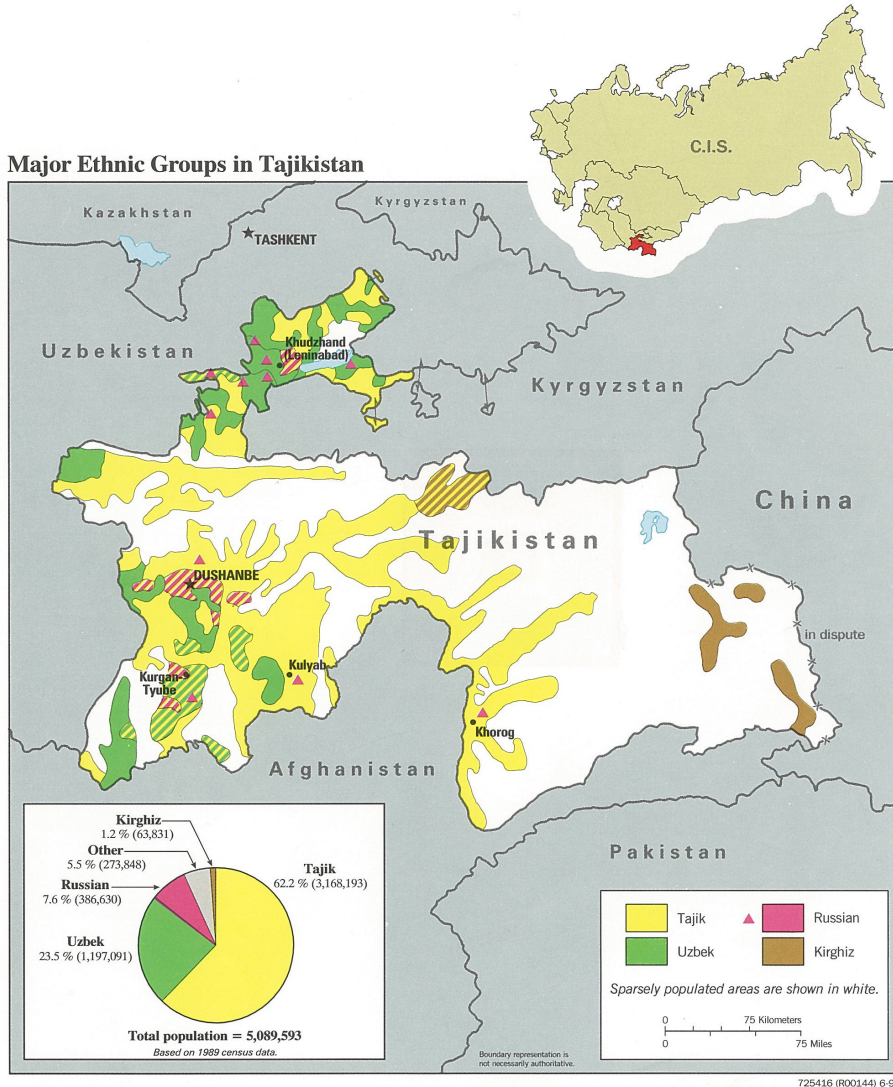 C.I.S.
Major Ethnic Groups in Tajikistan
Kazakhstan
Kyrgyzstan
TASHKENT
Uzbekistan
Khudzhand
(Leninabad)
Kyrgyzstan
China
Tajikistan
DUSHANBE
in dispute
Kulyab
Kurgan-
Tyube
Khorog
Afghanistan
Pakistan
Kirghiz
1.2 % (63,831)
Other
5.5 % (273,848)
Russian
7.6 % (386,630)
Tajik
62.2 % (3,168,193)
Uzbek
23.5 % (1,197,091)
Total population = 5,089,593
Based on 1989 census data.
Tajik
Russian
Uzbek
Kirghiz
Sparsely populated areas are shown in white.
0 75 Kilometers
0 75 Miles
Boundary representation is
not necessarily authoritative.
725416 (R00144)